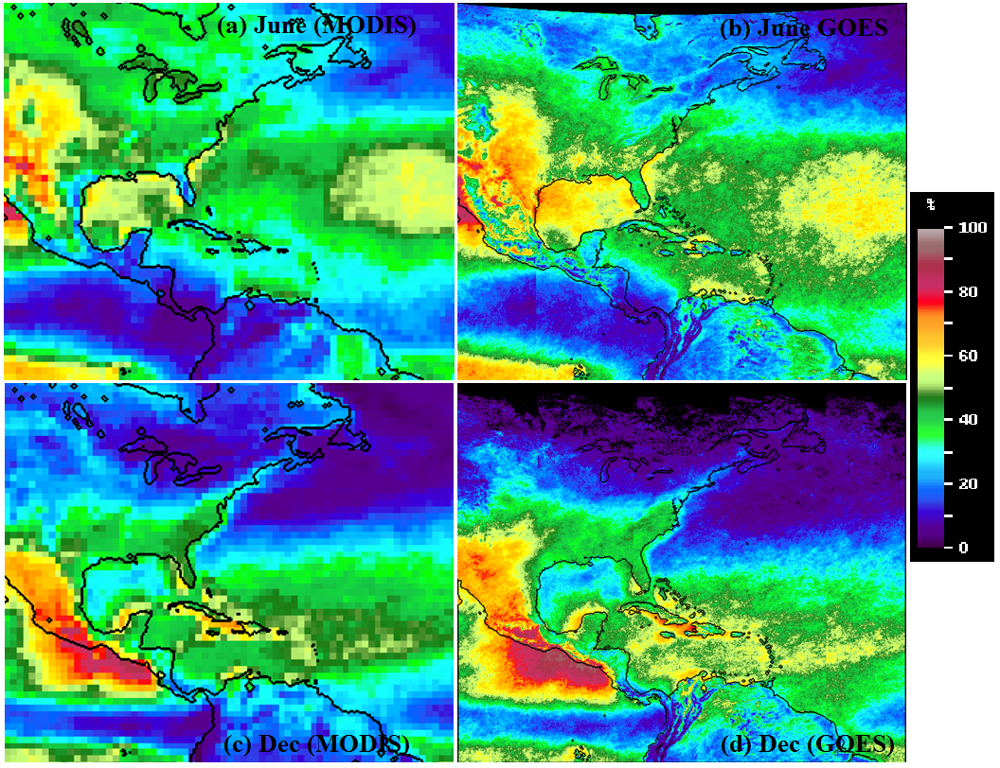 (a) June (MODIS)
(b) June GOES
%
100
80
60
40
20
0
(c) Dec (MODIS)
(d) Dec (GOES)